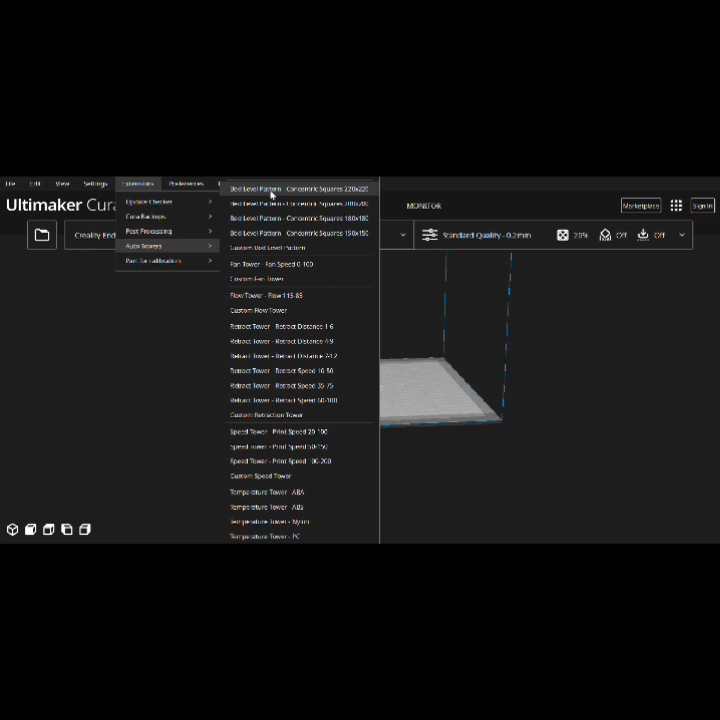 File Edit View Settings Extensions Preferences
Ultimaker Cura
MONITOR
Marketplace
Sign in
Creality End
Standard Quality - 0.2mm
20%
Off
Off
Update Checker
Cura Backups
Post Processing
Auto Towers
Part for calibration
Bed Level Pattern - Concentric Squares 220x220
Bed Level Pattern - Concentric Squares 200x200
Bed Level Pattern - Concentric Squares 180x180
Bed Level Pattern - Concentric Squares 150x150
Custom Bed Level Pattern
Fan Tower - Fan Speed 0-100
Custom Fan Tower
Flow Tower - Flow 115-85
Custom Flow Tower
Retract Tower - Retract Distance 1-6
Retract Tower - Retract Distance 4-9
Retract Tower - Retract Distance 7-12
Retract Tower - Retract Speed 10-50
Retract Tower - Retract Speed 35-75
Retract Tower - Retract Speed 60-100
Custom Retraction Tower
Speed Tower - Print Speed 20-100
Speed Tower - Print Speed 50-150
Speed Tower - Print Speed 100-200
Custom Speed Tower
Temperature Tower - ABA
Temperature Tower - ABS
Temperature Tower - Nylon
Temperature Tower - PC